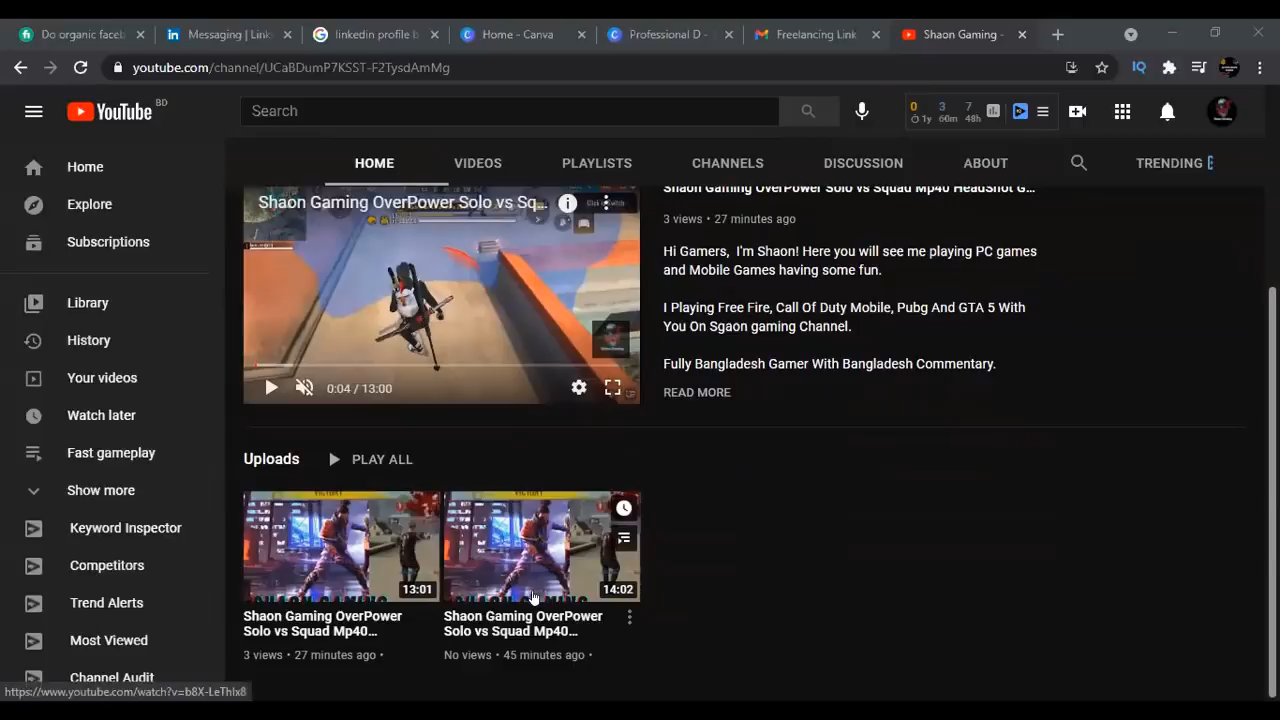 Do organic faceb
Messaging | Link
linkedin profile b
Home - Canva
Professional D -
Freelancing Link
Shaon Gaming -
youtube.com/channel/UCaBDumP7KSST-F2TysdAmMg
YouTube BD
Search
0 3 7
1y 60m 48h
HOME VIDEOS PLAYLISTS CHANNELS DISCUSSION ABOUT TRENDING
Home
Explore
Subscriptions
Library
History
Your videos
Watch later
Fast gameplay
Show more
Keyword Inspector
Competitors
Trend Alerts
Most Viewed
Channel Audit
Shaon Gaming OverPower Solo vs Sq...
0:04 / 13:00
Shaon Gaming OverPower Solo vs Squad Mp40 HeadShot G...
3 views • 27 minutes ago
Hi Gamers, I'm Shaon! Here you will see me playing PC games
and Mobile Games having some fun.
I Playing Free Fire, Call Of Duty Mobile, Pubg And GTA 5 With
You On Sgaon gaming Channel.
Fully Bangladesh Gamer With Bangladesh Commentary.
READ MORE
Uploads PLAY ALL
13:01
Shaon Gaming OverPower
Solo vs Squad Mp40...
3 views • 27 minutes ago •
14:02
Shaon Gaming OverPower
Solo vs Squad Mp40...
No views • 45 minutes ago •
https://www.youtube.com/watch?v=b8X-LeThlx8